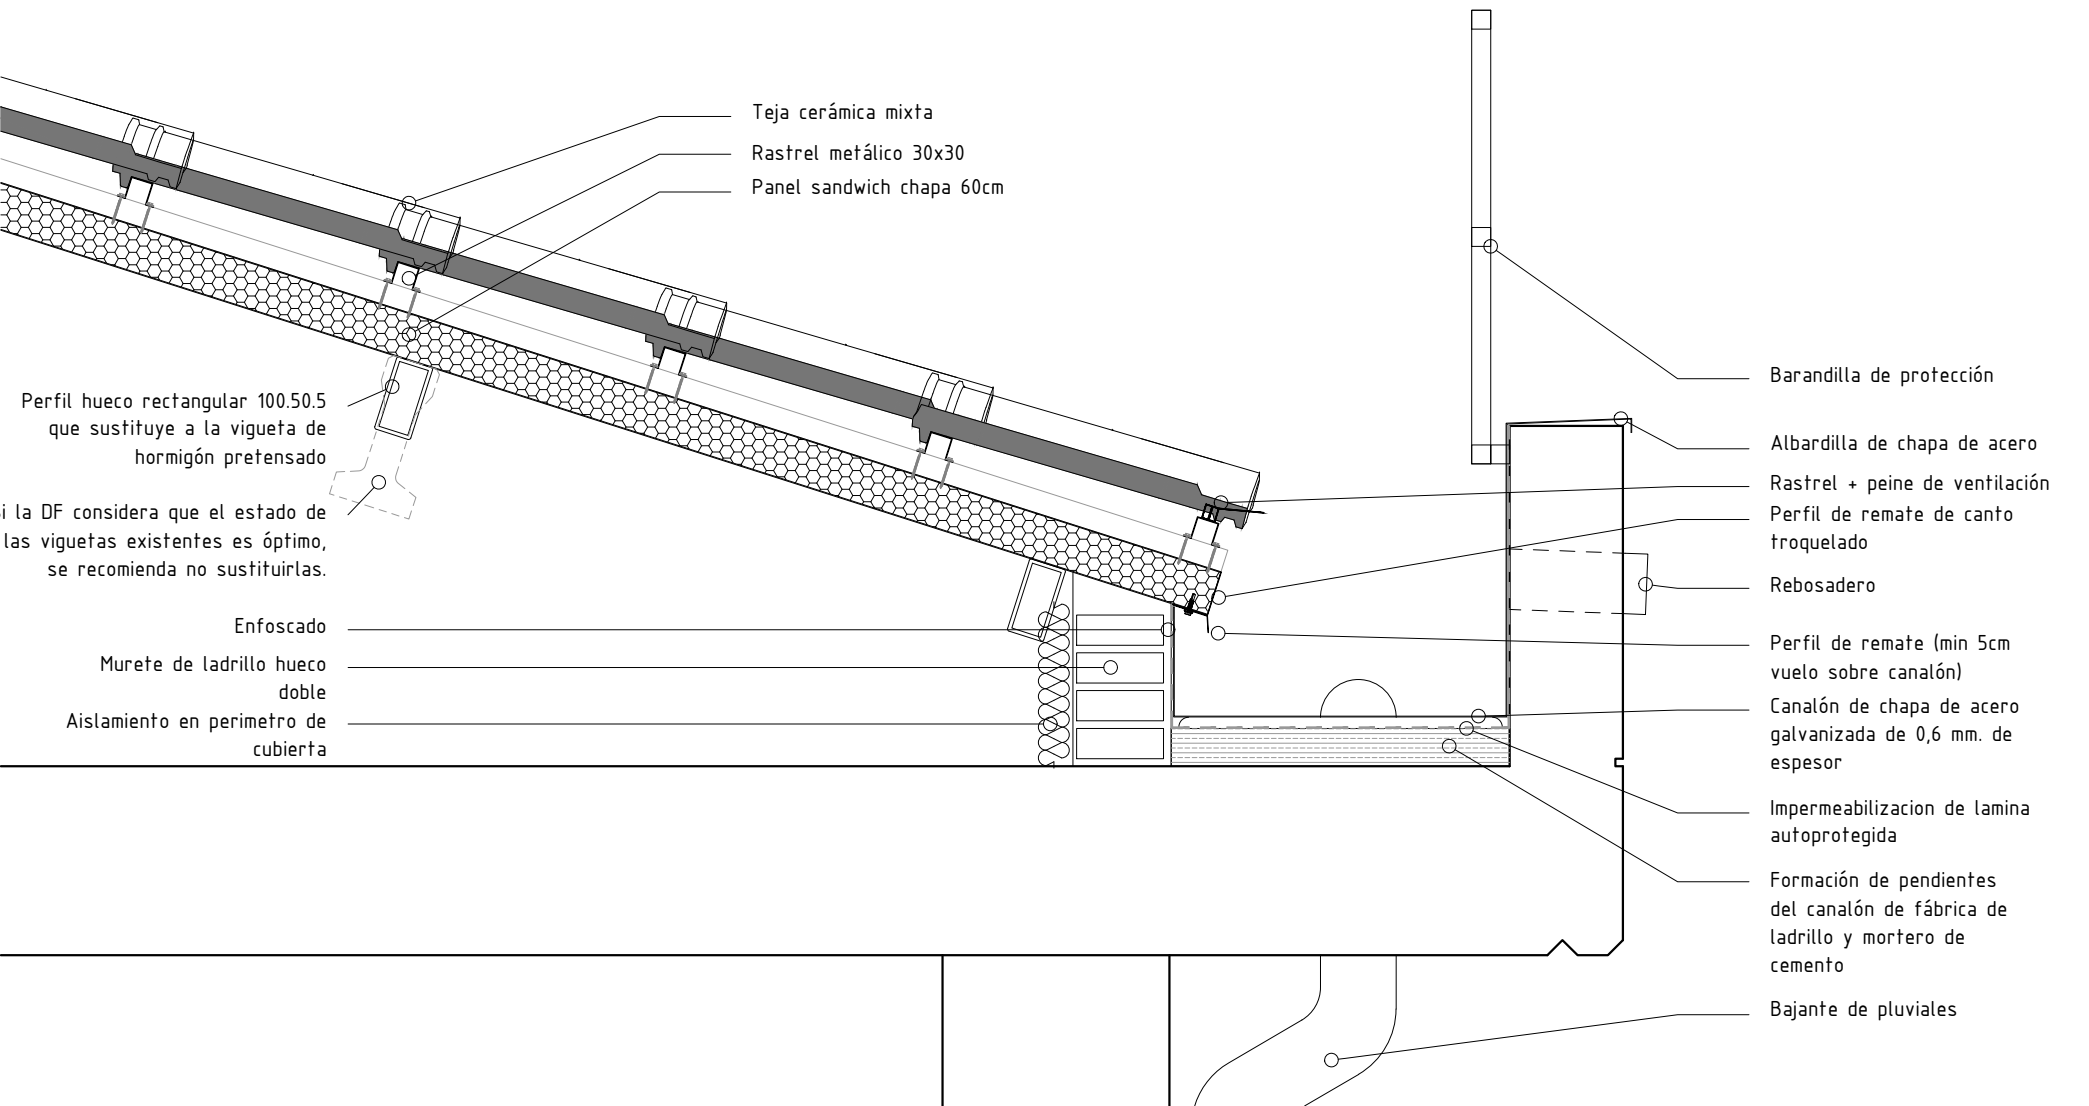 Teja cerámica mixta
Rastrel metálico 30x30
Panel sandwich chapa 60cm
Perfil hueco rectangular 100.50.5
que sustituye a la vigueta de
hormigón pretensado
la DF considera que el estado de
las viguetas existentes es óptimo,
se recomienda no sustituirlas.
Enfoscado
Murete de ladrillo hueco
doble
Aislamiento en perimetro de
cubierta
Barandilla de protección
Albardilla de chapa de acero
Rastrel + peine de ventilación
Perfil de remate de canto
troquelado
Rebosadero
Perfil de remate (min 5cm
vuelo sobre canalón)
Canalón de chapa de acero
galvanizada de 0,6 mm. de
espesor
Impermeabilizacion de lamina
autoprotegida
Formación de pendientes
del canalón de fábrica de
ladrillo y mortero de
cemento
Bajante de pluviales